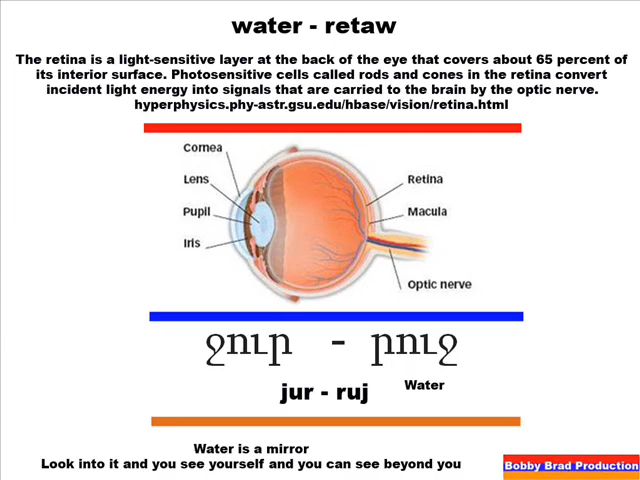 water - retaw
The retina is a light-sensitive layer at the back of the eye that covers about 65 percent of
its interior surface. Photosensitive cells called rods and cones in the retina convert
incident light energy into signals that are carried to the brain by the optic nerve.
hyperphysics.phy-astr.gsu.edu/hbase/vision/retina.html
Cornea
Lens
Pupil
Iris
Retina
Macula
Optic nerve
ջուր - րուջ
jur - ruj
Water
Water is a mirror
Look into it and you see yourself and you can see beyond you
Bobby Brad Production